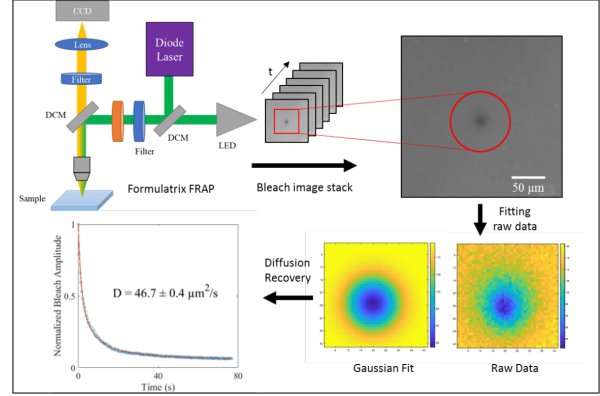 CCD
Lens
Filter
DCM
Diode
Laser
DCM
Filter
LED
Sample
Formulatrix FRAP
t
Bleach image stack
50 µm
Fitting
raw data
Diffusion
Recovery
Gaussian Fit
Raw Data
Normalized Bleach Amplitude
1
0.5
0
0
40
80
Time (s)
D = 46.7 ± 0.4 µm²/s